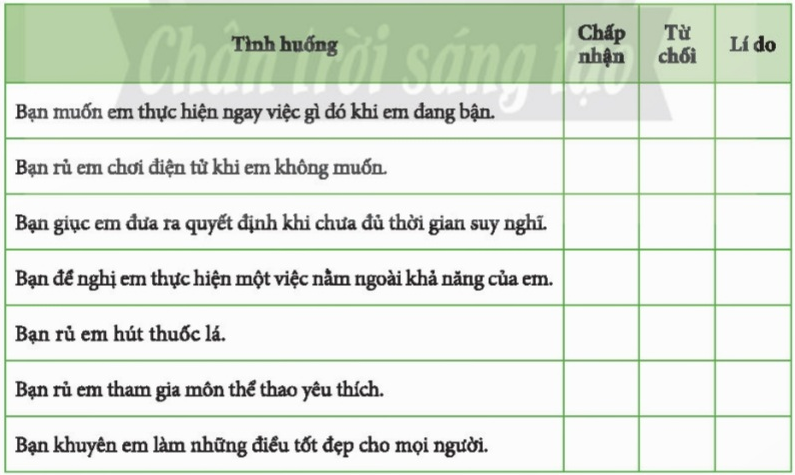 Chân trời sáng tạo
Tình huống
Chấp nhận
Từ chối
Lí do
Bạn muốn em thực hiện ngay việc gì đó khi em đang bận.
Bạn rủ em chơi điện tử khi em không muốn.
Bạn giục em đưa ra quyết định khi chưa đủ thời gian suy nghĩ.
Bạn đề nghị em thực hiện một việc nằm ngoài khả năng của em.
Bạn rủ em hút thuốc lá.
Bạn rủ em tham gia môn thể thao yêu thích.
Bạn khuyên em làm những điều tốt đẹp cho mọi người.